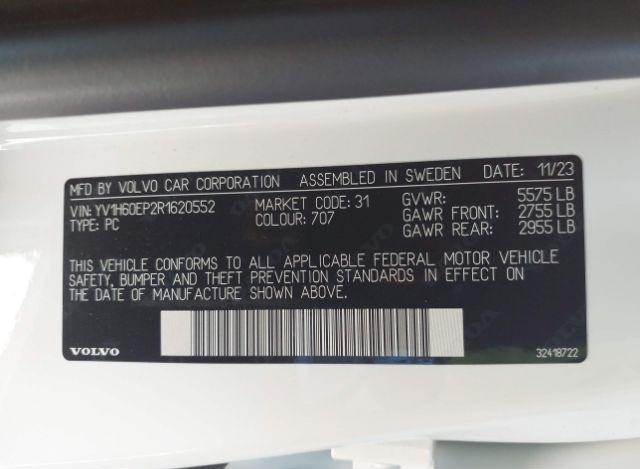 MFD BY VOLVO CAR CORPORATION ASSEMBLED IN SWEDEN DATE: 11/23
VIN: YV1H60EP2R1620552 MARKET CODE: 31 GVWR: 5575 LB
TYPE: PC COLOUR: 707 GAWR FRONT: 2755 LB
GAWR REAR: 2955 LB
THIS VEHICLE CONFORMS TO ALL APPLICABLE FEDERAL MOTOR VEHICLE
SAFETY, BUMPER AND THEFT PREVENTION STANDARDS IN EFFECT ON
THE DATE OF MANUFACTURE SHOWN ABOVE.
VOLVO 32418722